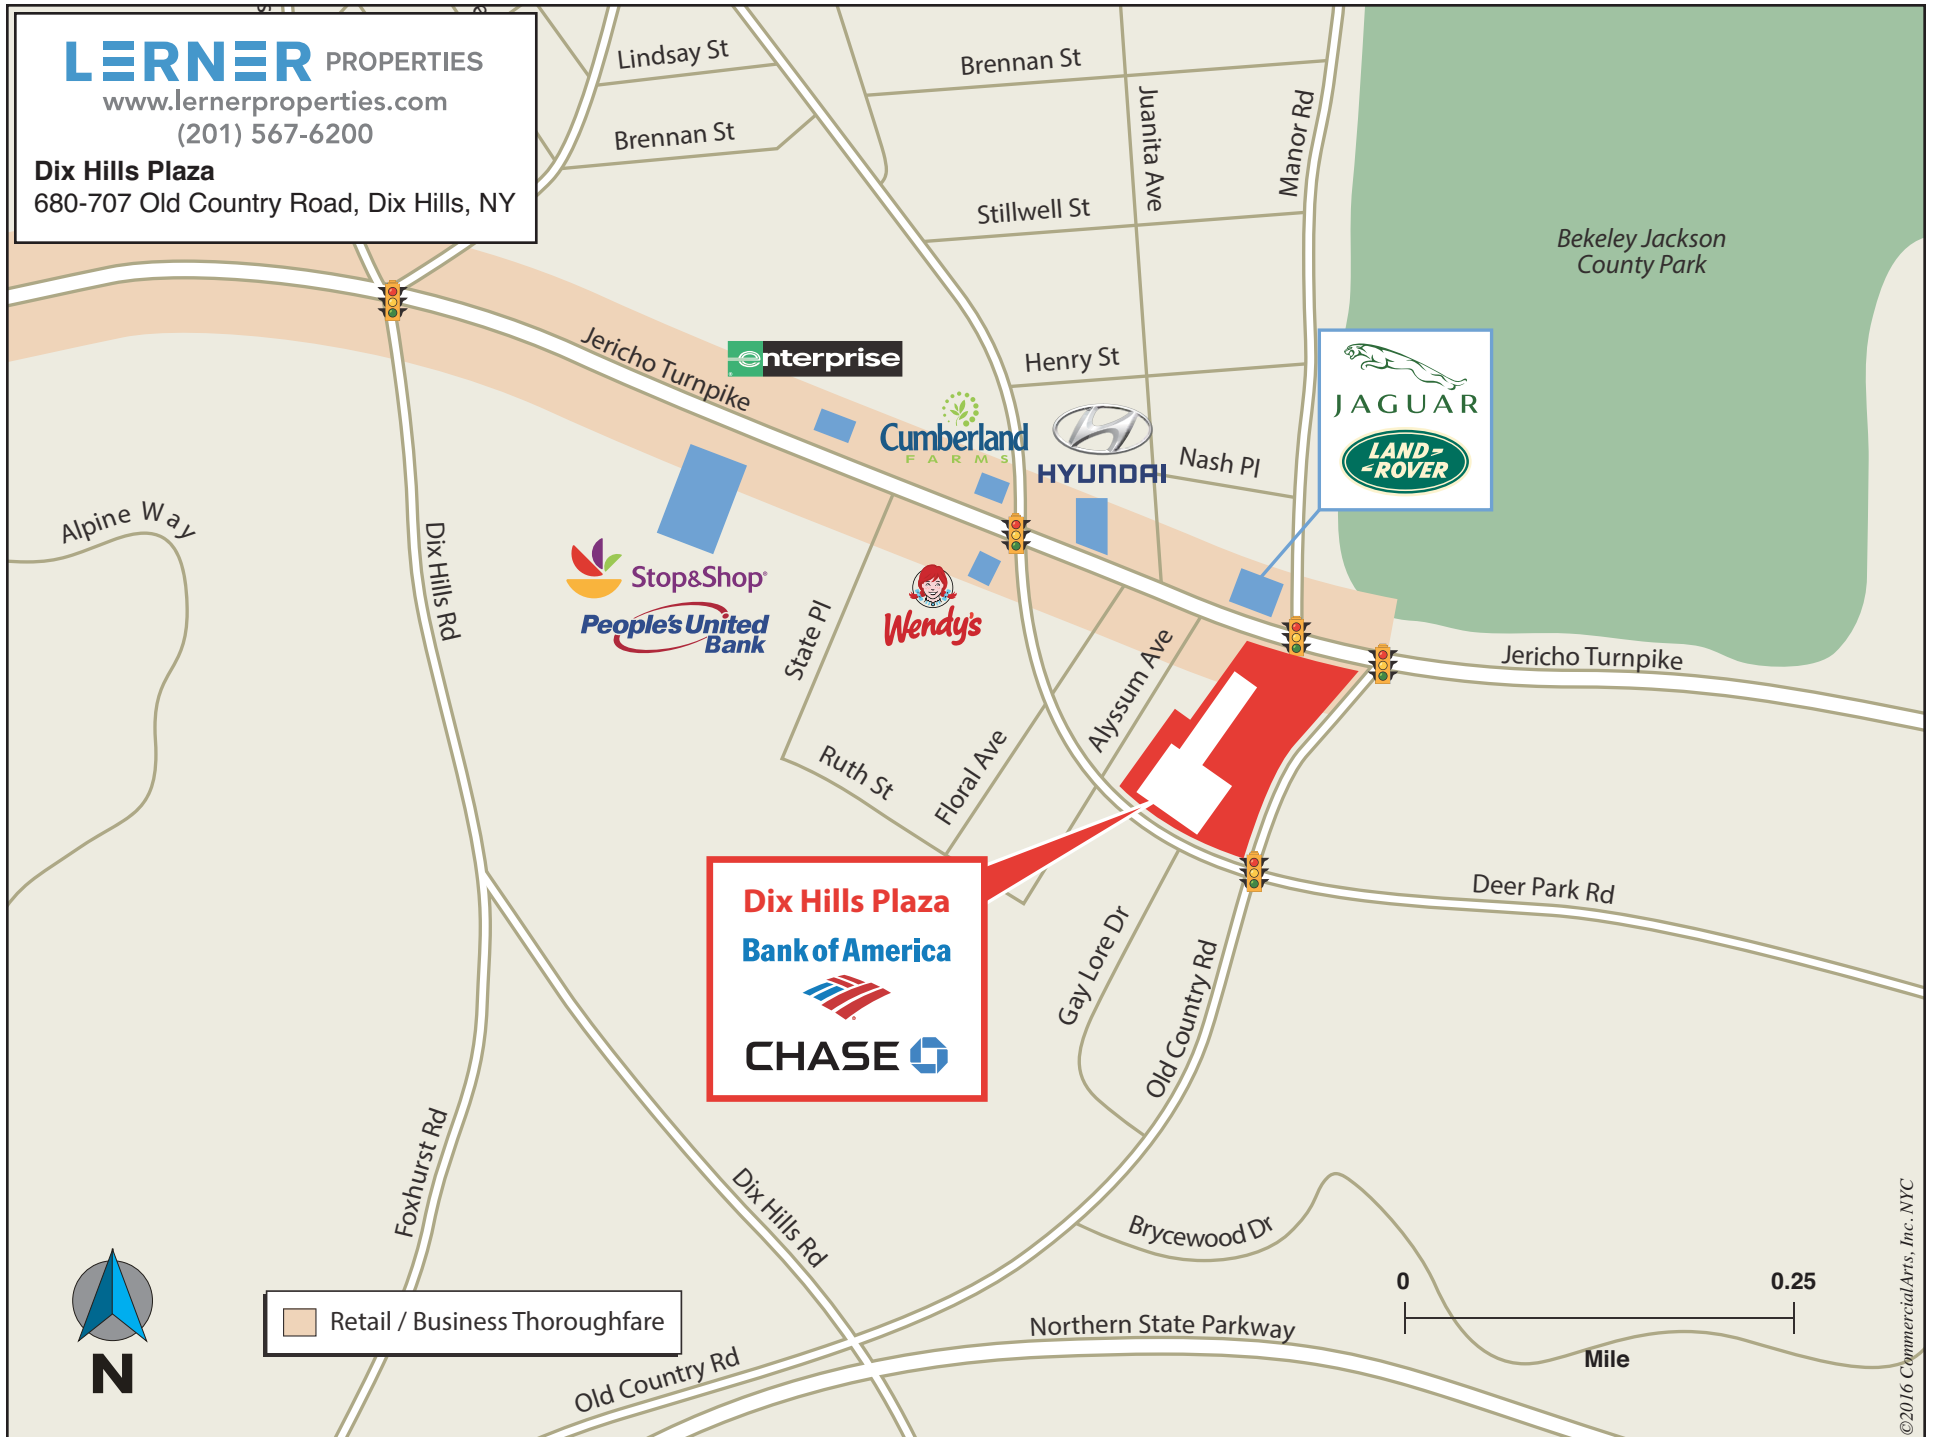 LERNER PROPERTIES
www.lernerproperties.com
(201) 567-6200
Dix Hills Plaza
680-707 Old Country Road, Dix Hills, NY
Lindsay St
Brennan St
Brennan St
Juanita Ave
Manor Rd
Stillwell St
Bekeley Jackson
County Park
Jericho Turnpike
enterprise
Henry St
JAGUAR
LAND-
-ROVER
Cumberland
FARMS
HYUNDAI
Nash Pl
Alpine Way
Dix Hills Rd
Stop&Shop
People's United
Bank
State Pl
Wendy's
Alyssum Ave
Jericho Turnpike
Ruth St
Floral Ave
Dix Hills Plaza
Bank of America
CHASE
Deer Park Rd
Gay Lore Dr
Old Country Rd
Foxhurst Rd
Dix Hills Rd
Brycewood Dr
0 0.25
Mile
N
Retail / Business Thoroughfare
Northern State Parkway
Old Country Rd
©2016 CommercialArts, Inc. NYC